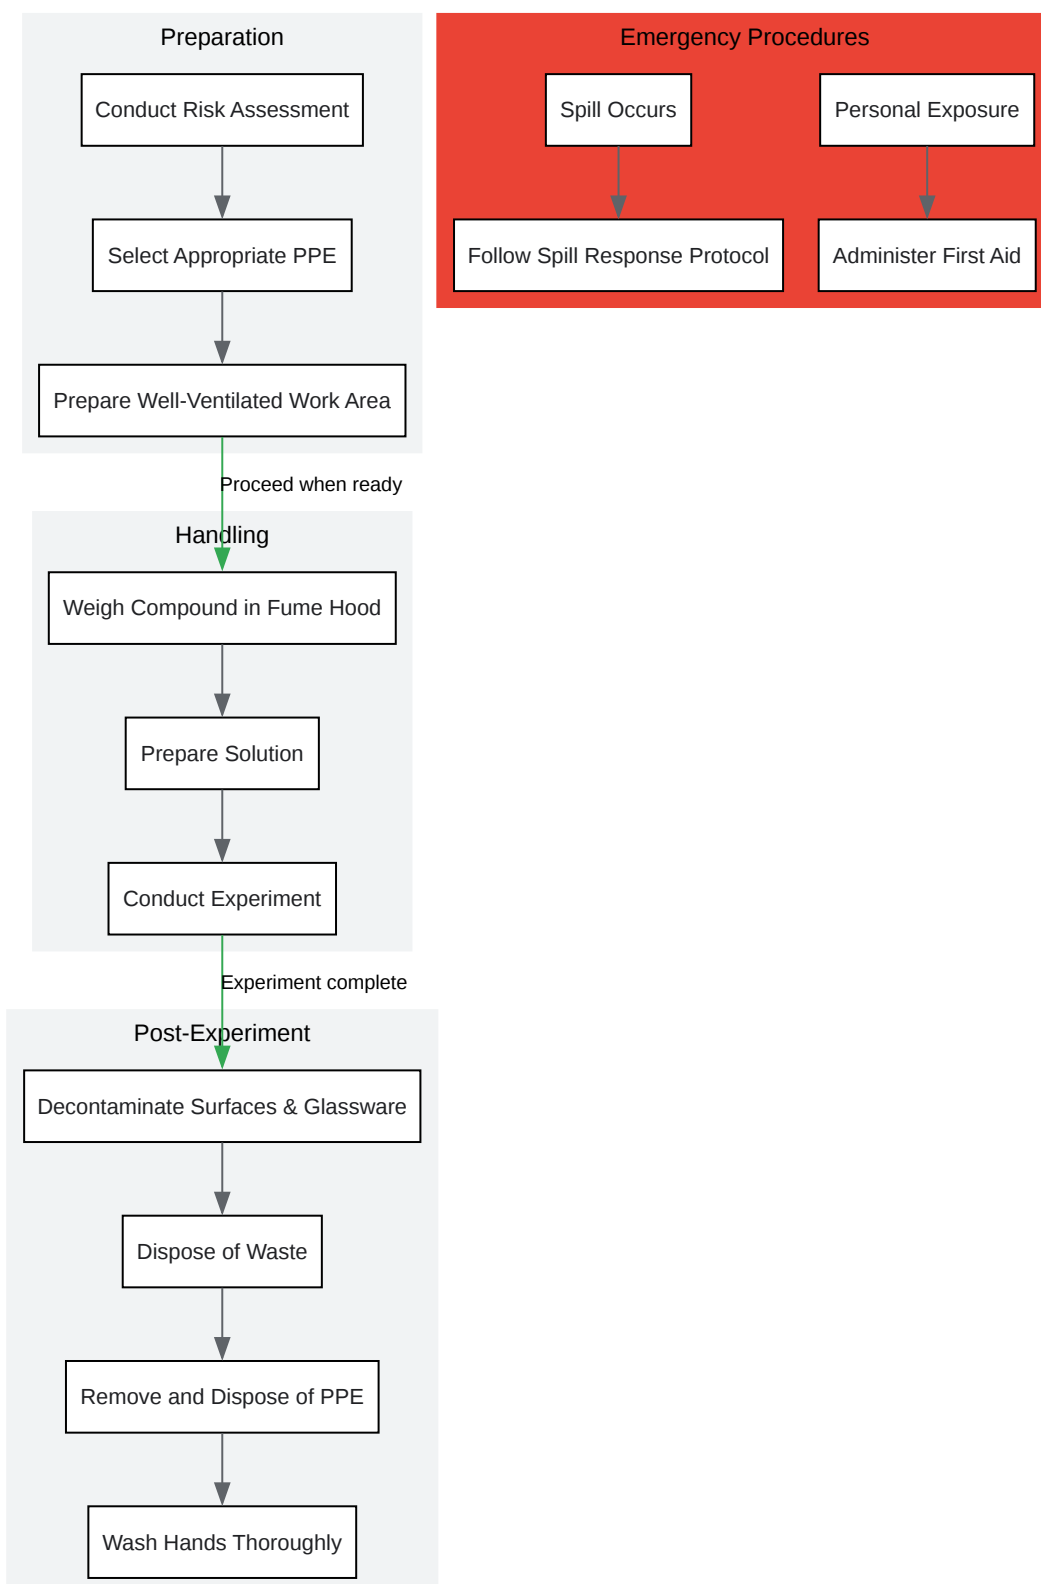 Preparation
Conduct Risk Assessment
Select Appropriate PPE
Prepare Well-Ventilated Work Area
Proceed when ready
Handling
Weigh Compound in Fume Hood
Prepare Solution
Conduct Experiment
Experiment complete
Post-Experiment
Decontaminate Surfaces & Glassware
Dispose of Waste
Remove and Dispose of PPE
Wash Hands Thoroughly
Emergency Procedures
Spill Occurs
Follow Spill Response Protocol
Personal Exposure
Administer First Aid